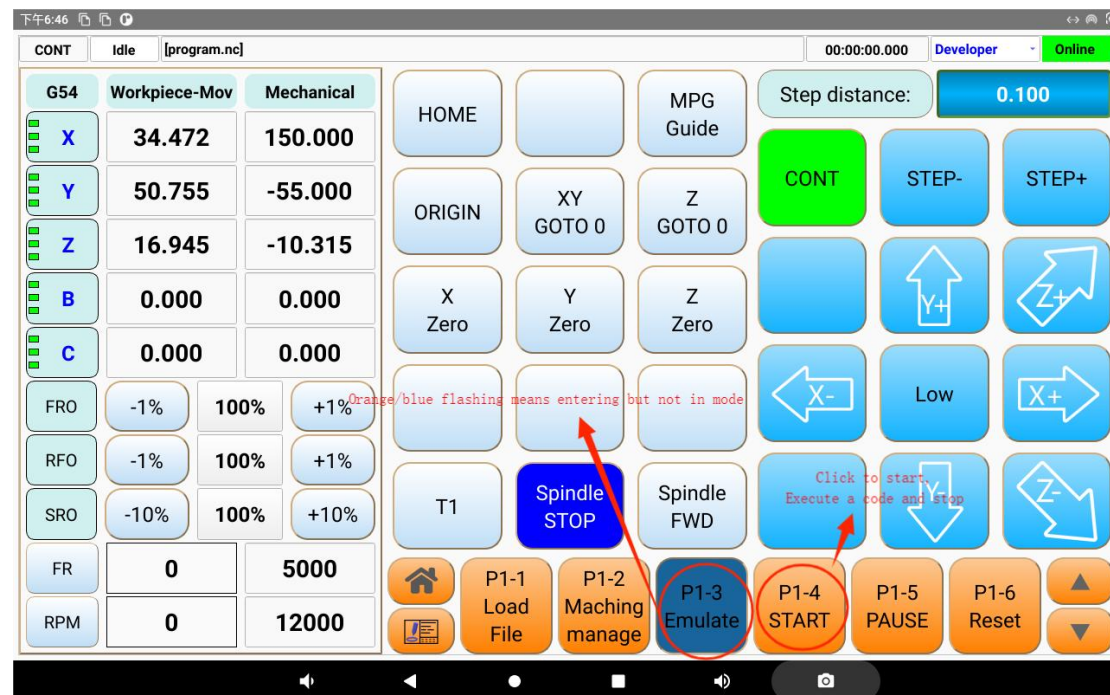 下午6:46
CONT Idle [program.nc] 00:00:00.000 Developer Online
G54 Workpiece-Mov Mechanical
X 34.472 150.000
Y 50.755 -55.000
Z 16.945 -10.315
B 0.000 0.000
C 0.000 0.000
FRO -1% 100% +1%
RFO -1% 100% +1%
SRO -10% 100% +10%
FR 0 5000
RPM 0 12000
HOME
MPG
Guide
ORIGIN
XY
GOTO 0
Z
GOTO 0
X
Zero
Y
Zero
Z
Zero
Orange/blue flashing means entering but not in mode
T1
Spindle
STOP
Spindle
FWD
Step distance: 0.100
CONT STEP- STEP+
Y+ Z+
X- Low X+
Y- Z-
Click to start,
Execute a code and stop
P1-1
Load
File
P1-2
Maching
manage
P1-3
Emulate
P1-4
START
P1-5
PAUSE
P1-6
Reset